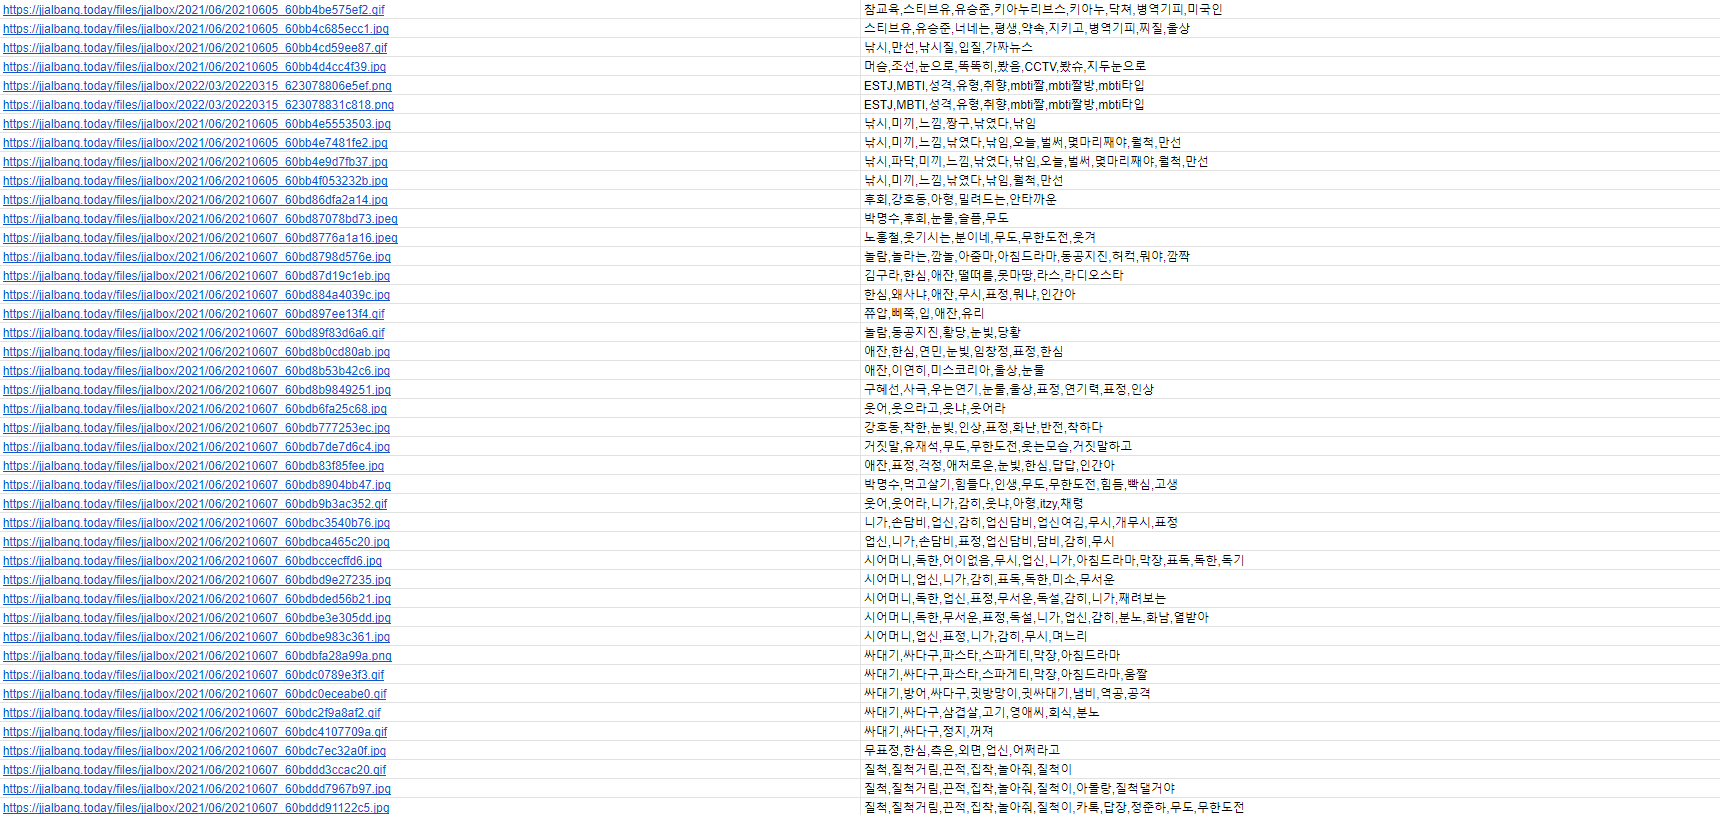 https://jjalbang.today/files/jjalbox/2021/06/20210605_60bb4be575ef2.gif 참교육,스티브유,유승준,키아누리브스,키아누,닥쳐,병역기피,미국인
https://jjalbang.today/files/jjalbox/2021/06/20210605_60bb4c685ecc1.jpg 스티브유,유승준,너네는,평생,약속,지키고,병역기피,찌질,울상
https://jjalbang.today/files/jjalbox/2021/06/20210605_60bb4cd59ee87.gif 낚시,만선,낚시질,입질,가짜뉴스
https://jjalbang.today/files/jjalbox/2021/06/20210605_60bb4d4cc4f39.jpg 머슴,조선,눈으로,똑똑히,봤음,CCTV,봤슈,지두눈으로
https://jjalbang.today/files/jjalbox/2022/03/20220315_623078806e5ef.png ESTJ,MBTI,성격,유형,취향,mbti짤,mbti짤방,mbti타입
https://jjalbang.today/files/jjalbox/2022/03/20220315_623078831c818.png ESTJ,MBTI,성격,유형,취향,mbti짤,mbti짤방,mbti타입
https://jjalbang.today/files/jjalbox/2021/06/20210605_60bb4e5553503.jpg 낚시,미끼,느낌,짱구,낚였다,낚임
https://jjalbang.today/files/jjalbox/2021/06/20210605_60bb4e7481fe2.jpg 낚시,미끼,느낌,낚였다,낚임,오늘,벌써,몇마리째야,월척,만선
https://jjalbang.today/files/jjalbox/2021/06/20210605_60bb4e9d7fb37.jpg 낚시,파닥,미끼,느낌,낚였다,낚임,오늘,벌써,몇마리째야,월척,만선
https://jjalbang.today/files/jjalbox/2021/06/20210605_60bb4f053232b.jpg 낚시,미끼,느낌,낚였다,낚임,월척,만선
https://jjalbang.today/files/jjalbox/2021/06/20210607_60bd86dfa2a14.jpg 후회,강호동,아형,밀려드는,안타까운
https://jjalbang.today/files/jjalbox/2021/06/20210607_60bd87078bd73.jpeg 박명수,후회,눈물,슬픔,무도
https://jjalbang.today/files/jjalbox/2021/06/20210607_60bd8776a1a16.jpeg 노홍철,웃기시는,분이네,무도,무한도전,웃겨
https://jjalbang.today/files/jjalbox/2021/06/20210607_60bd8798d576e.jpg 놀람,놀라는,깜놀,아줌마,아침드라마,동공지진,허컥,뭐야,깜짝
https://jjalbang.today/files/jjalbox/2021/06/20210607_60bd87d19c1eb.jpg 김구라,한심,애잔,떨떠름,못마땅,라스,라디오스타
https://jjalbang.today/files/jjalbox/2021/06/20210607_60bd884a4039c.jpg 한심,왜사냐,애잔,무시,표정,뭐냐,인간아
https://jjalbang.today/files/jjalbox/2021/06/20210607_60bd897ee13f4.gif 쮸압,삐쭉,입,애잔,유리
https://jjalbang.today/files/jjalbox/2021/06/20210607_60bd89f83d6a6.gif 놀람,동공지진,황당,눈빛,당황
https://jjalbang.today/files/jjalbox/2021/06/20210607_60bd8b0cd80ab.jpg 애잔,한심,연민,눈빛,임창정,표정,한심
https://jjalbang.today/files/jjalbox/2021/06/20210607_60bd8b53b42c6.jpg 애잔,이연희,미스코리아,울상,눈물
https://jjalbang.today/files/jjalbox/2021/06/20210607_60bd8b9849251.jpg 구혜선,사극,우는연기,눈물,울상,표정,연기력,표정,인상
https://jjalbang.today/files/jjalbox/2021/06/20210607_60bdb6fa25c68.jpg 웃어,웃으라고,웃냐,웃어라
https://jjalbang.today/files/jjalbox/2021/06/20210607_60bdb777253ec.jpg 강호동,착한,눈빛,인상,표정,화난,반전,착하다
https://jjalbang.today/files/jjalbox/2021/06/20210607_60bdb7de7d6c4.jpg 거짓말,유재석,무도,무한도전,웃는모습,거짓말하고
https://jjalbang.today/files/jjalbox/2021/06/20210607_60bdb83f85fee.jpg 애잔,표정,걱정,애처로운,눈빛,한심,답답,인간아
https://jjalbang.today/files/jjalbox/2021/06/20210607_60bdb8904bb47.jpg 박명수,먹고살기,힘들다,인생,무도,무한도전,힘듬,빡심,고생
https://jjalbang.today/files/jjalbox/2021/06/20210607_60bdb9b3ac352.gif 웃어,웃어라,니가,감히,웃냐,아형,itzy,채령
https://jjalbang.today/files/jjalbox/2021/06/20210607_60bdbc3540b76.jpg 니가,손담비,업신,감히,업신담비,업신여김,무시,개무시,표정
https://jjalbang.today/files/jjalbox/2021/06/20210607_60bdbca465c20.jpg 업신,니가,손담비,표정,업신담비,담비,감히,무시
https://jjalbang.today/files/jjalbox/2021/06/20210607_60bdbccecffd6.jpg 시어머니,독한,어이없음,무시,업신,니가,아침드라마,막장,표독,독한,독기
https://jjalbang.today/files/jjalbox/2021/06/20210607_60bdbd9e27235.jpg 시어머니,업신,니가,감히,표독,독한,미소,무서운
https://jjalbang.today/files/jjalbox/2021/06/20210607_60bdbded56b21.jpg 시어머니,독한,업신,표정,무서운,독설,감히,니가,째려보는
https://jjalbang.today/files/jjalbox/2021/06/20210607_60bdbe3e305dd.jpg 시어머니,독한,무서운,표정,독설,니가,업신,감히,분노,화남,열받아
https://jjalbang.today/files/jjalbox/2021/06/20210607_60bdbe983c361.jpg 시어머니,업신,표정,니가,감히,무시,며느리
https://jjalbang.today/files/jjalbox/2021/06/20210607_60bdbfa28a99a.png 싸대기,싸다구,파스타,스파게티,막장,아침드라마
https://jjalbang.today/files/jjalbox/2021/06/20210607_60bdc0789e3f3.gif 싸대기,싸다구,파스타,스파게티,막장,아침드라마,움짤
https://jjalbang.today/files/jjalbox/2021/06/20210607_60bdc0eceabe0.gif 싸대기,방어,싸다구,귓방망이,귓싸대기,냄비,역공,공격
https://jjalbang.today/files/jjalbox/2021/06/20210607_60bdc2f9a8af2.gif 싸대기,싸다구,삼겹살,고기,영애씨,회식,분노
https://jjalbang.today/files/jjalbox/2021/06/20210607_60bdc4107709a.gif 싸대기,싸다구,정지,꺼져
https://jjalbang.today/files/jjalbox/2021/06/20210607_60bdc7ec32a0f.jpg 무표정,한심,측은,외면,업신,어쩌라고
https://jjalbang.today/files/jjalbox/2021/06/20210607_60bddd3ccac20.gif 질척,질척거림,끈적,집착,놀아줘,질척이
https://jjalbang.today/files/jjalbox/2021/06/20210607_60bddd7967b97.jpg 질척,질척거림,끈적,집착,놀아줘,질척이,아몰랑,질척댈거야
https://jjalbang.today/files/jjalbox/2021/06/20210607_60bddd91122c5.jpg 질척,질척거림,끈적,집착,놀아줘,질척이,카톡,답장,정준하,무도,무한도전